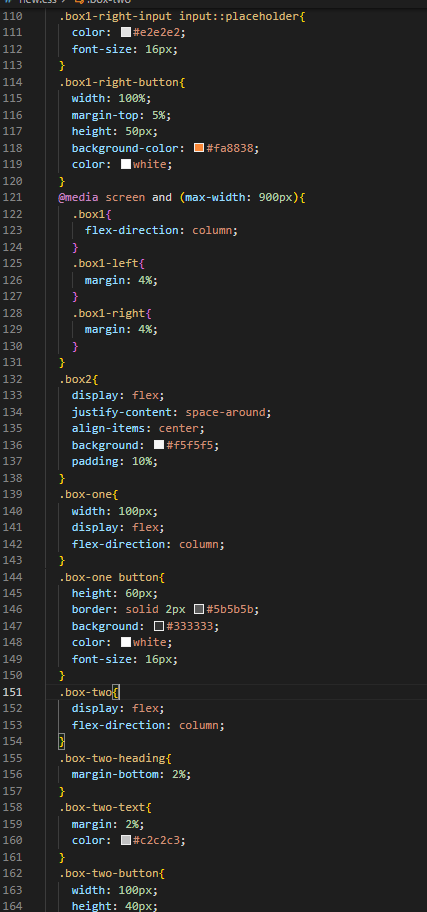 new.css > .box-two
110 .box1-right-input input::placeholder{
111 color: #e2e2e2;
112 font-size: 16px;
113 }
114 .box1-right-button{
115 width: 100%;
116 margin-top: 5%;
117 height: 50px;
118 background-color: #fa8838;
119 color: white;
120 }
121 @media screen and (max-width: 900px){
122 .box1{
123 flex-direction: column;
124 }
125 .box1-left{
126 margin: 4%;
127 }
128 .box1-right{
129 margin: 4%;
130 }
131 }
132 .box2{
133 display: flex;
134 justify-content: space-around;
135 align-items: center;
136 background: #f5f5f5;
137 padding: 10%;
138 }
139 .box-one{
140 width: 100px;
141 display: flex;
142 flex-direction: column;
143 }
144 .box-one button{
145 height: 60px;
146 border: solid 2px #5b5b5b;
147 background: #333333;
148 color: white;
149 font-size: 16px;
150 }
151 .box-two{
152 display: flex;
153 flex-direction: column;
154 }
155 .box-two-heading{
156 margin-bottom: 2%;
157 }
158 .box-two-text{
159 margin: 2%;
160 color: #c2c2c3;
161 }
162 .box-two-button{
163 width: 100px;
164 height: 40px;